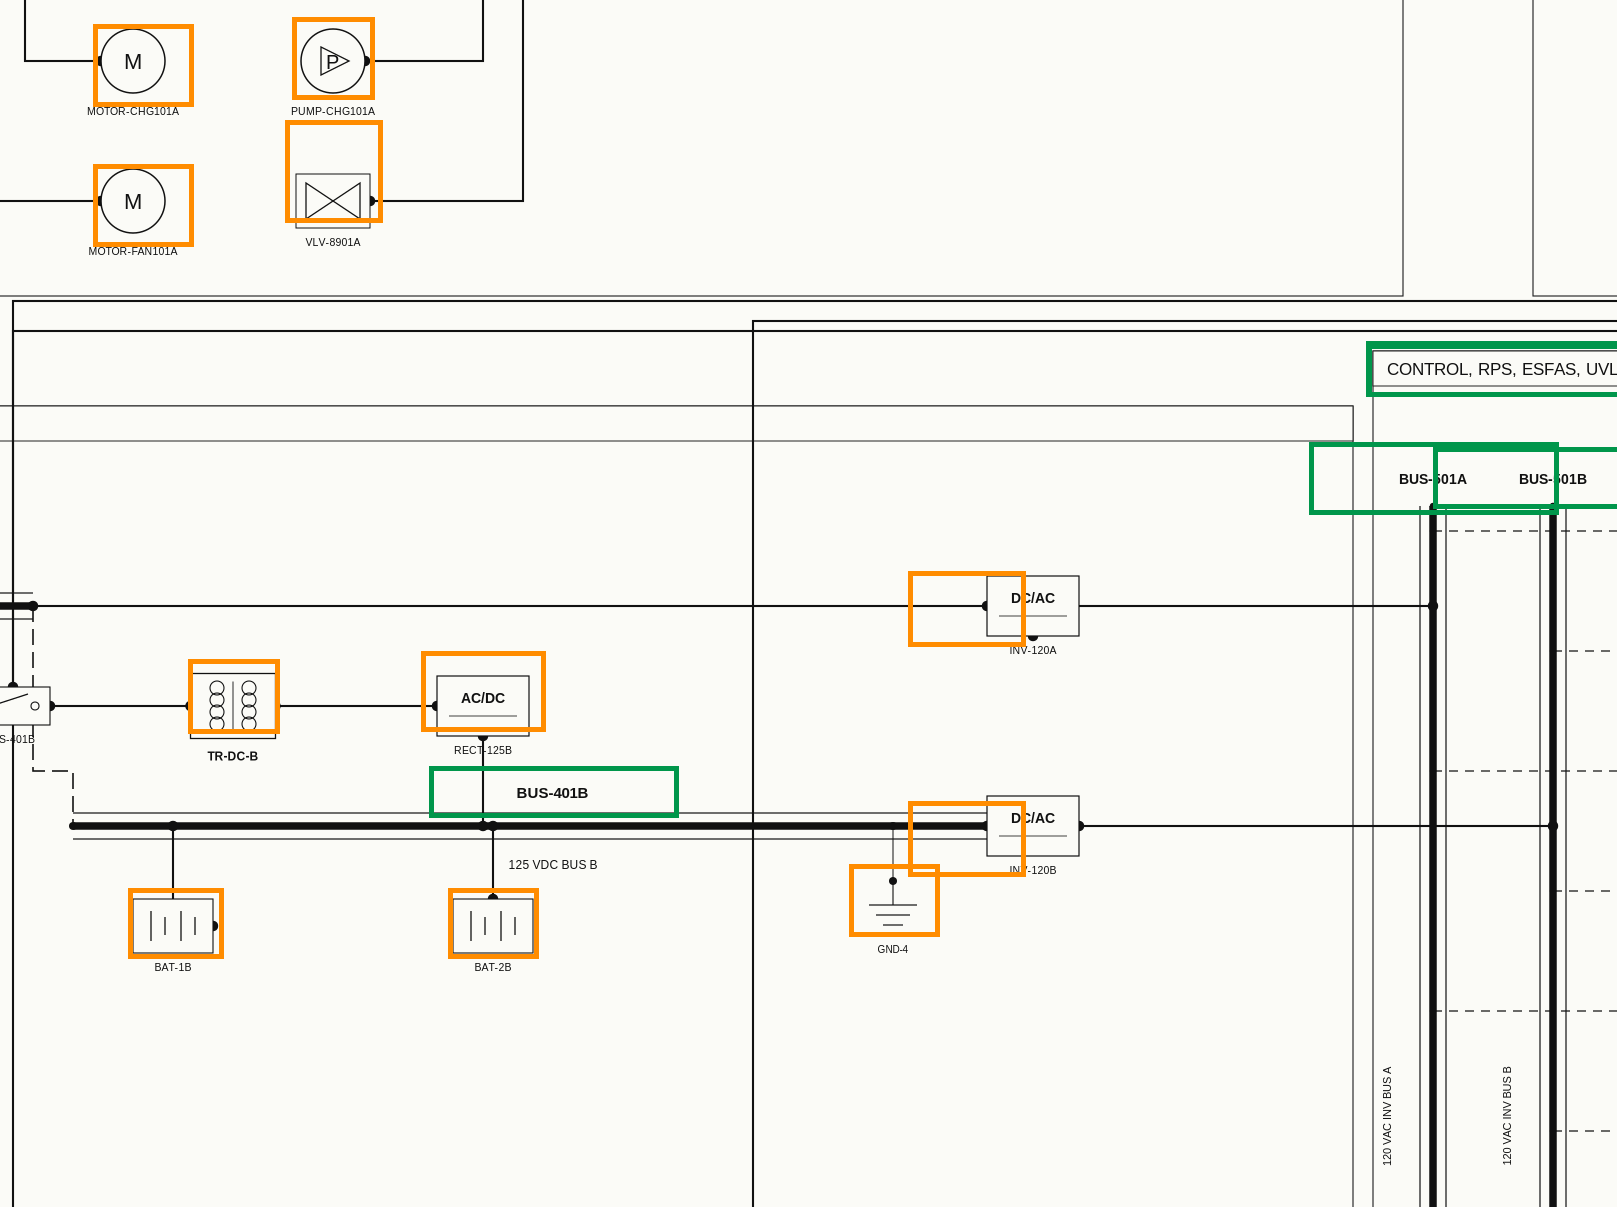 M
P
MOTOR-CHG101A
PUMP-CHG101A
M
MOTOR-FAN101A
VLV-8901A
CONTROL, RPS, ESFAS, UVL
BUS-501A
BUS-501B
DC/AC
INV-120A
AC/DC
S-401B
RECT-125B
TR-DC-B
BUS-401B
DC/AC
125 VDC BUS B
INV-120B
GND-4
BAT-1B
BAT-2B
120 VAC INV BUS A
120 VAC INV BUS B